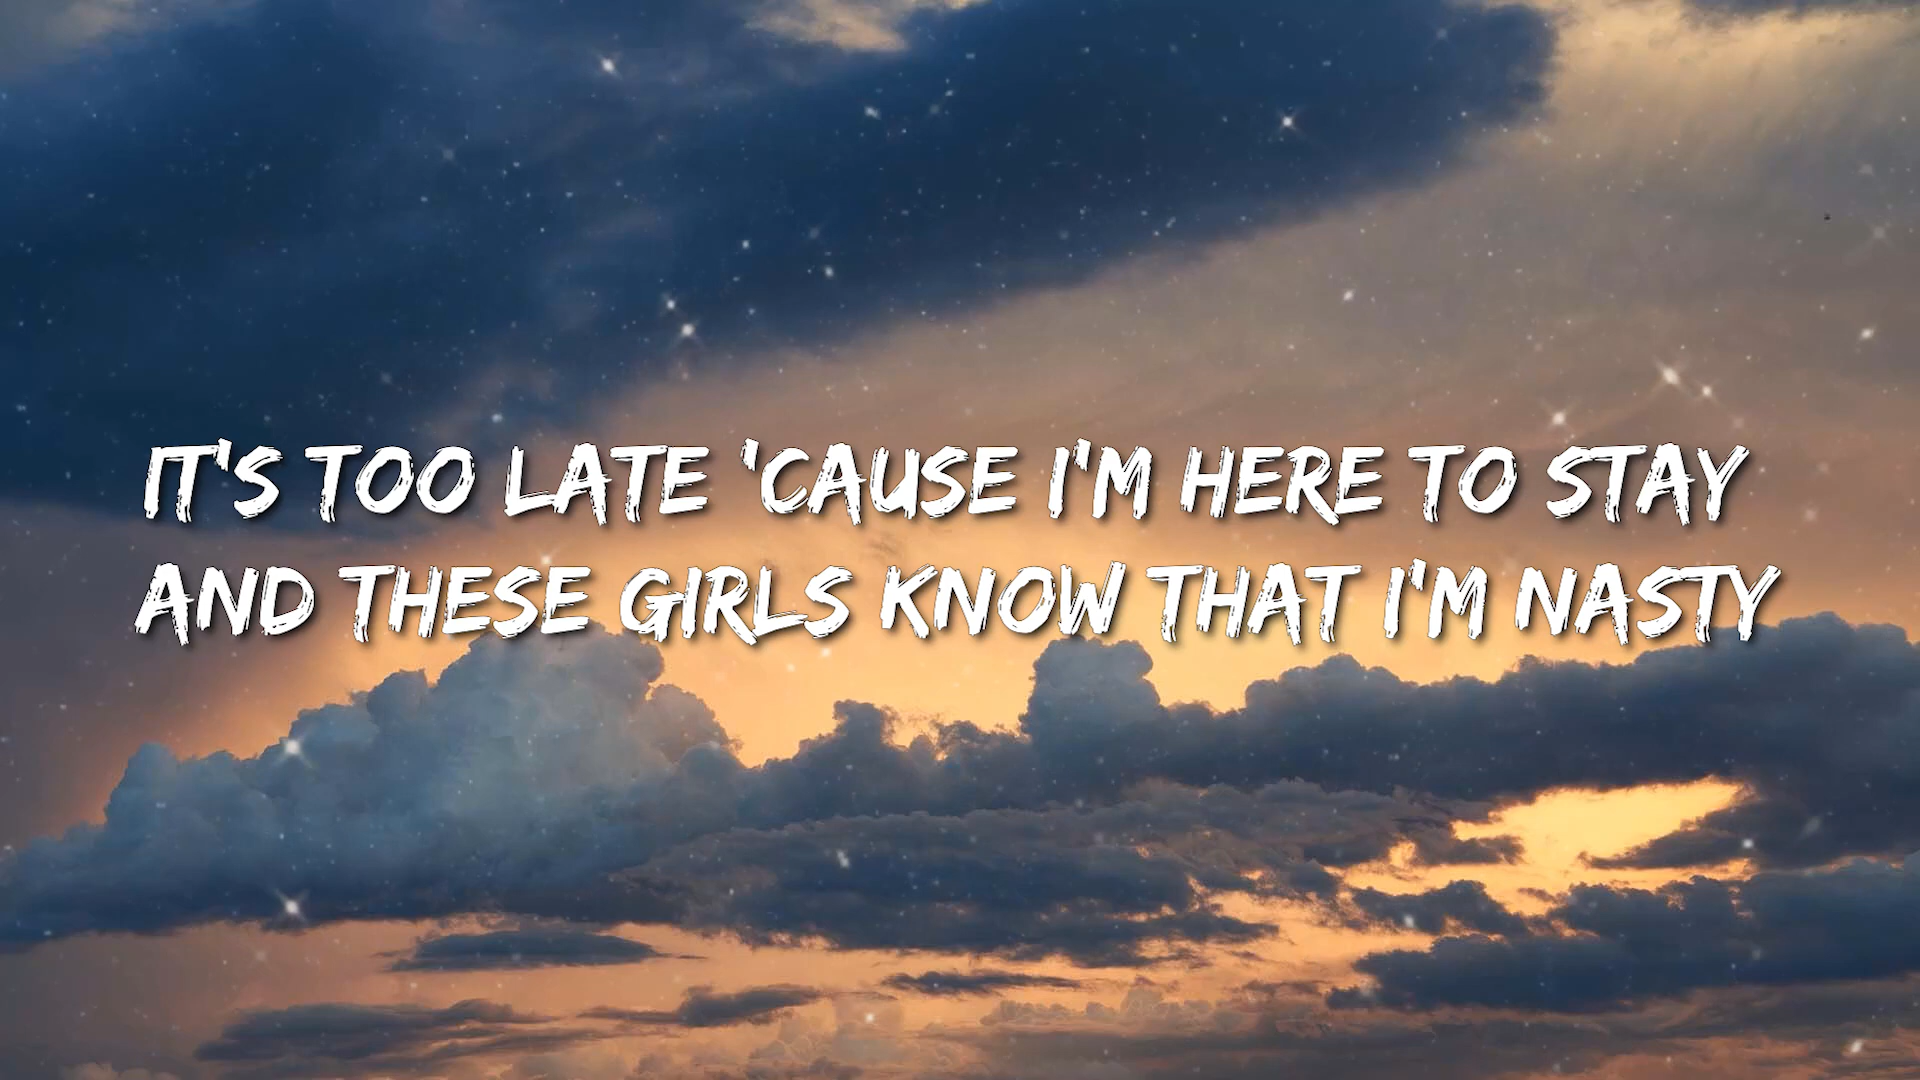 IT'S TOO LATE 'CAUSE I'M HERE TO STAY
AND THESE GIRLS KNOW THAT I'M NASTY